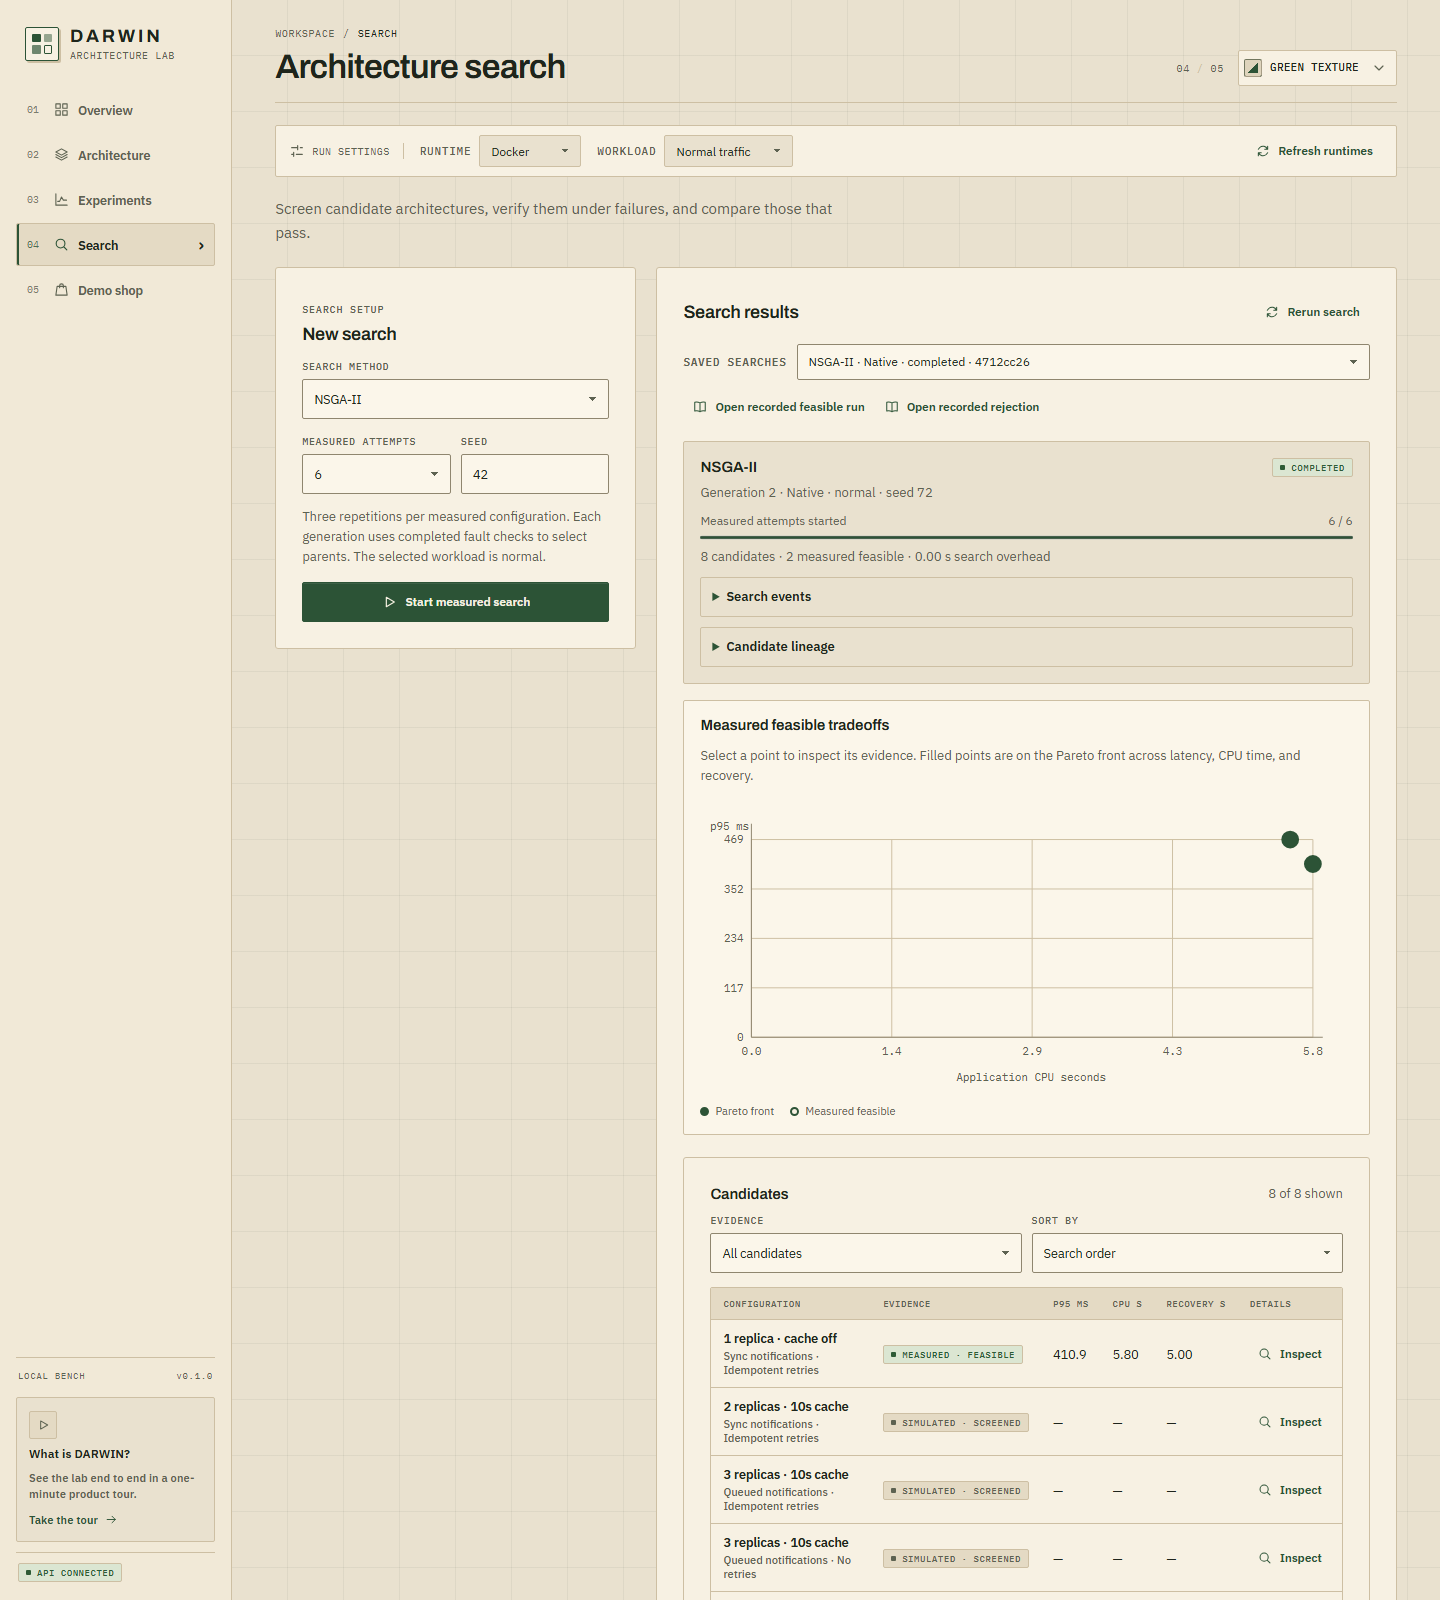 DARWIN
ARCHITECTURE LAB
01 Overview
02 Architecture
03 Experiments
04 Search
05 Demo shop
LOCAL BENCH v0.1.0
What is DARWIN?
See the lab end to end in a one-
minute product tour.
Take the tour →
API CONNECTED
WORKSPACE / SEARCH
Architecture search
04 / 05 GREEN TEXTURE
RUN SETTINGS RUNTIME Docker WORKLOAD Normal traffic Refresh runtimes
Screen candidate architectures, verify them under failures, and compare those that
pass.
SEARCH SETUP
New search
SEARCH METHOD
NSGA-II
MEASURED ATTEMPTS SEED
6 42
Three repetitions per measured configuration. Each
generation uses completed fault checks to select
parents. The selected workload is normal.
Start measured search
Search results Rerun search
SAVED SEARCHES NSGA-II · Native · completed · 4712cc26
Open recorded feasible run Open recorded rejection
NSGA-II COMPLETED
Generation 2 · Native · normal · seed 72
Measured attempts started 6 / 6
8 candidates · 2 measured feasible · 0.00 s search overhead
Search events
Candidate lineage
Measured feasible tradeoffs
Select a point to inspect its evidence. Filled points are on the Pareto front across latency, CPU time, and
recovery.
p95 ms
469
352
234
117
0
0.0 1.4 2.9 4.3 5.8
Application CPU seconds
Pareto front Measured feasible
Candidates 8 of 8 shown
EVIDENCE SORT BY
All candidates Search order
CONFIGURATION EVIDENCE P95 MS CPU S RECOVERY S DETAILS
1 replica · cache off
Sync notifications ·
Idempotent retries
MEASURED · FEASIBLE 410.9 5.80 5.00 Inspect
2 replicas · 10s cache
Sync notifications ·
Idempotent retries
SIMULATED · SCREENED — — — Inspect
3 replicas · 10s cache
Queued notifications ·
Idempotent retries
SIMULATED · SCREENED — — — Inspect
3 replicas · 10s cache
Queued notifications · No
retries
SIMULATED · SCREENED — — — Inspect